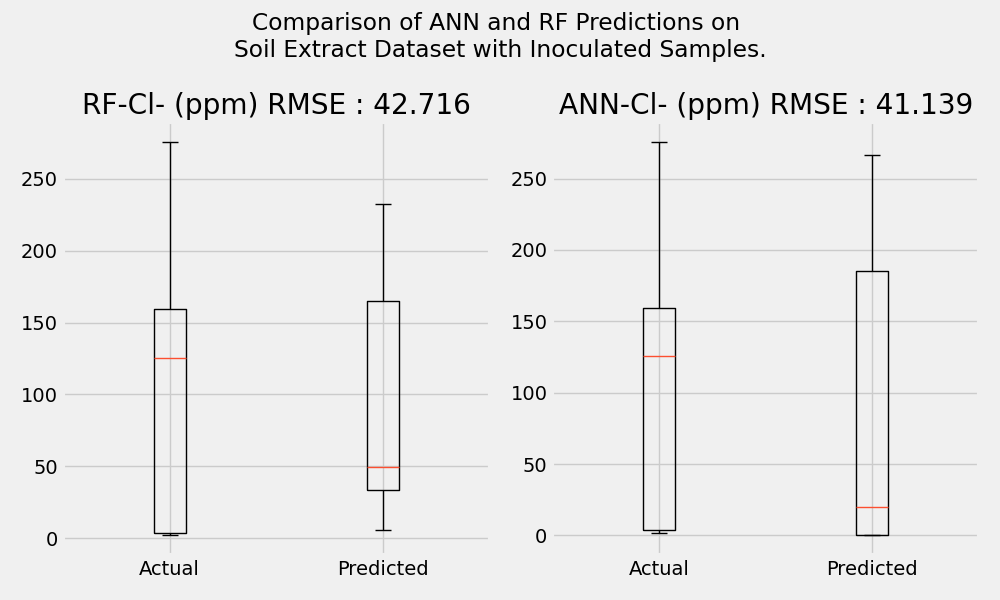 Comparison of ANN and RF Predictions on
Soil Extract Dataset with Inoculated Samples.
RF-Cl- (ppm) RMSE : 42.716
250
200
150
100
50
0
Actual
Predicted
ANN-Cl- (ppm) RMSE : 41.139
250
200
150
100
50
0
Actual
Predicted